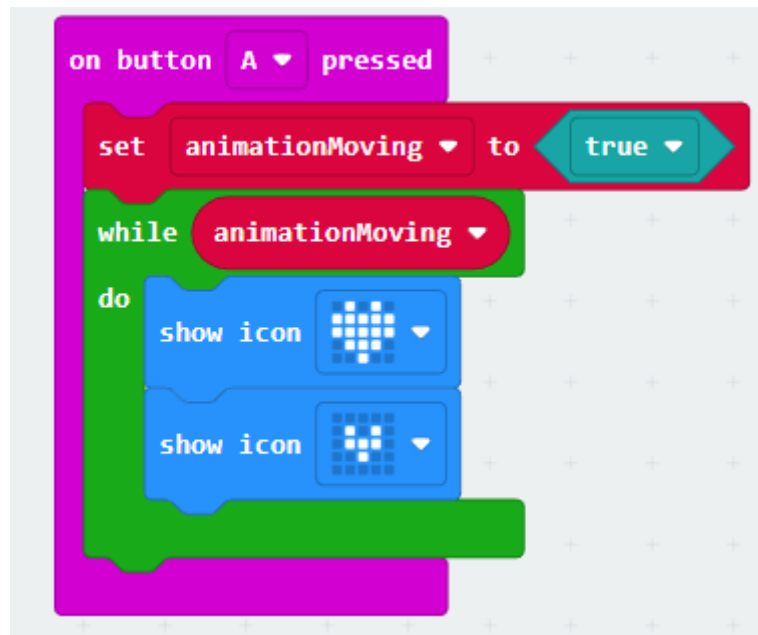 on button A pressed
set animationMoving to true
while animationMoving
do
show icon
show icon